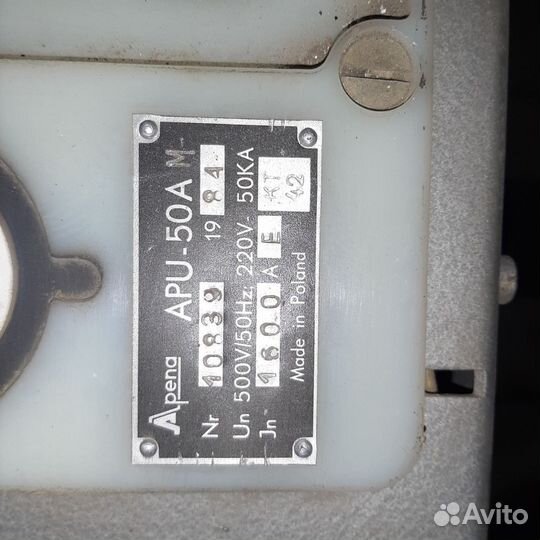 Apena APU-50A M
Nr 10839 1984
Un 500V/50Hz; 220V- 50KA
Jn 1600 A E KT 42
Made in Poland
Avito